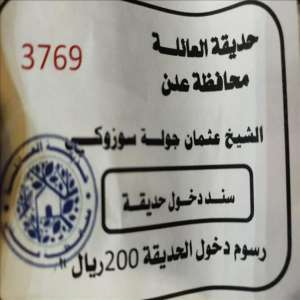 حديقة العائلة
3769
محافظة عدن
الشيخ عثمان جولة سوزوكي
سند دخول حديقة
رسوم دخول الحديقة 200 ريال